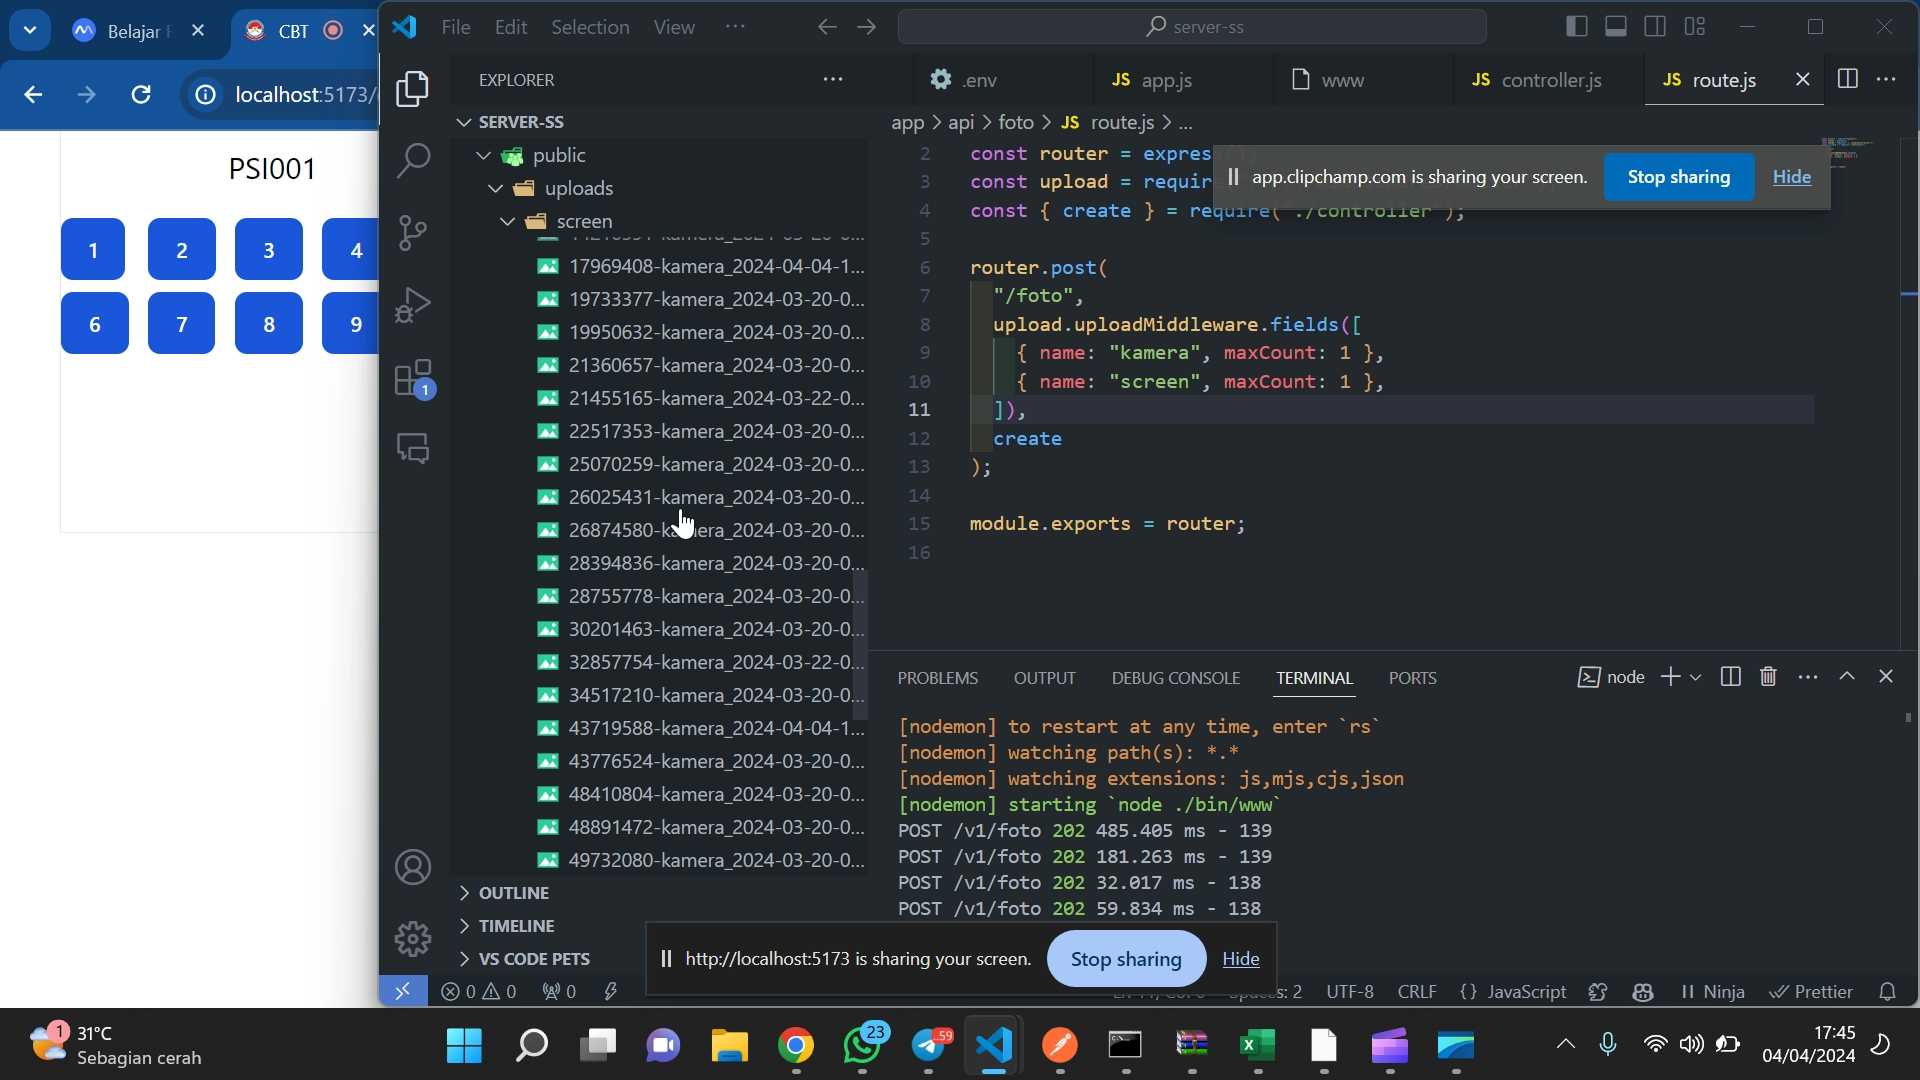 Belajar
CBT
localhost:5173/
PSI001
1
2
3
4
6
7
8
9
File
Edit
Selection
View
server-ss
EXPLORER
SERVER-SS
public
uploads
screen
17969408-kamera_2024-04-04-1...
19733377-kamera_2024-03-20-0...
19950632-kamera_2024-03-20-0...
21360657-kamera_2024-03-20-0...
21455165-kamera_2024-03-22-0...
22517353-kamera_2024-03-20-0...
25070259-kamera_2024-03-20-0...
26025431-kamera_2024-03-20-0...
26874580-kamera_2024-03-20-0...
28394836-kamera_2024-03-20-0...
28755778-kamera_2024-03-20-0...
30201463-kamera_2024-03-20-0...
32857754-kamera_2024-03-22-0...
34517210-kamera_2024-03-20-0...
43719588-kamera_2024-04-04-1...
43776524-kamera_2024-03-20-0...
48410804-kamera_2024-03-20-0...
48891472-kamera_2024-03-20-0...
49732080-kamera_2024-03-20-0...
OUTLINE
TIMELINE
VS CODE PETS
1
.env
JS app.js
www
JS controller.js
JS route.js
app > api > foto > JS route.js > ...
2 const router = express();
3 const upload = requir
4 const { create } = require("./controller");
5
6 router.post(
7 "/foto",
8 upload.uploadMiddleware.fields([
9 { name: "kamera", maxCount: 1 },
10 { name: "screen", maxCount: 1 },
11 ]),
12 create
13 );
14
15 module.exports = router;
16
app.clipchamp.com is sharing your screen.
Stop sharing
Hide
PROBLEMS
OUTPUT
DEBUG CONSOLE
TERMINAL
PORTS
node
[nodemon] to restart at any time, enter `rs`
[nodemon] watching path(s): *.*
[nodemon] watching extensions: js,mjs,cjs,json
[nodemon] starting `node ./bin/www`
POST /v1/foto 202 485.405 ms - 139
POST /v1/foto 202 181.263 ms - 139
POST /v1/foto 202 32.017 ms - 138
POST /v1/foto 202 59.834 ms - 138
http://localhost:5173 is sharing your screen.
Stop sharing
Hide
0
0
0
UTF-8
CRLF
{} JavaScript
Ninja
Prettier
1
31°C
Sebagian cerah
23
59
17:45
04/04/2024